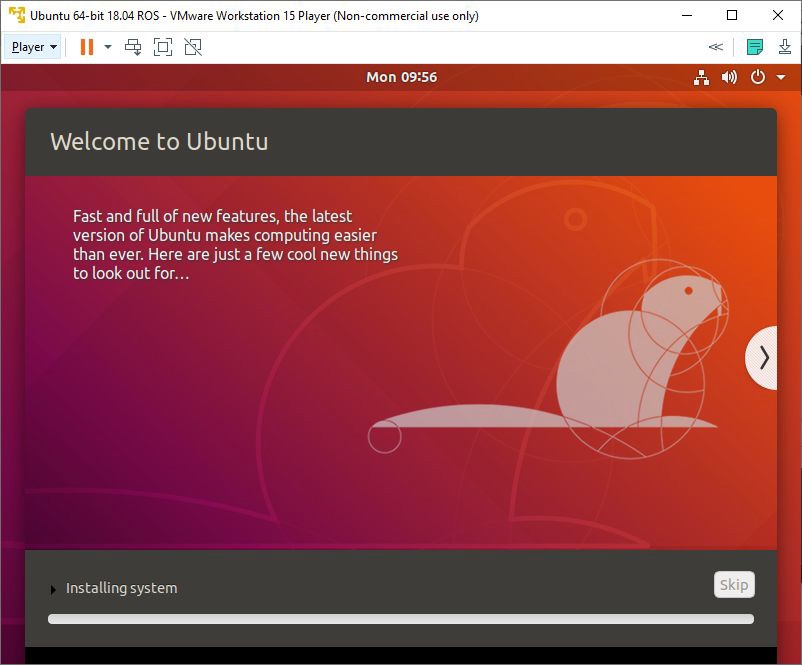 Ubuntu 64-bit 18.04 ROS - VMware Workstation 15 Player (Non-commercial use only)
Player
Mon 09:56
Welcome to Ubuntu
Fast and full of new features, the latest
version of Ubuntu makes computing easier
than ever. Here are just a few cool new things
to look out for...
Installing system
Skip